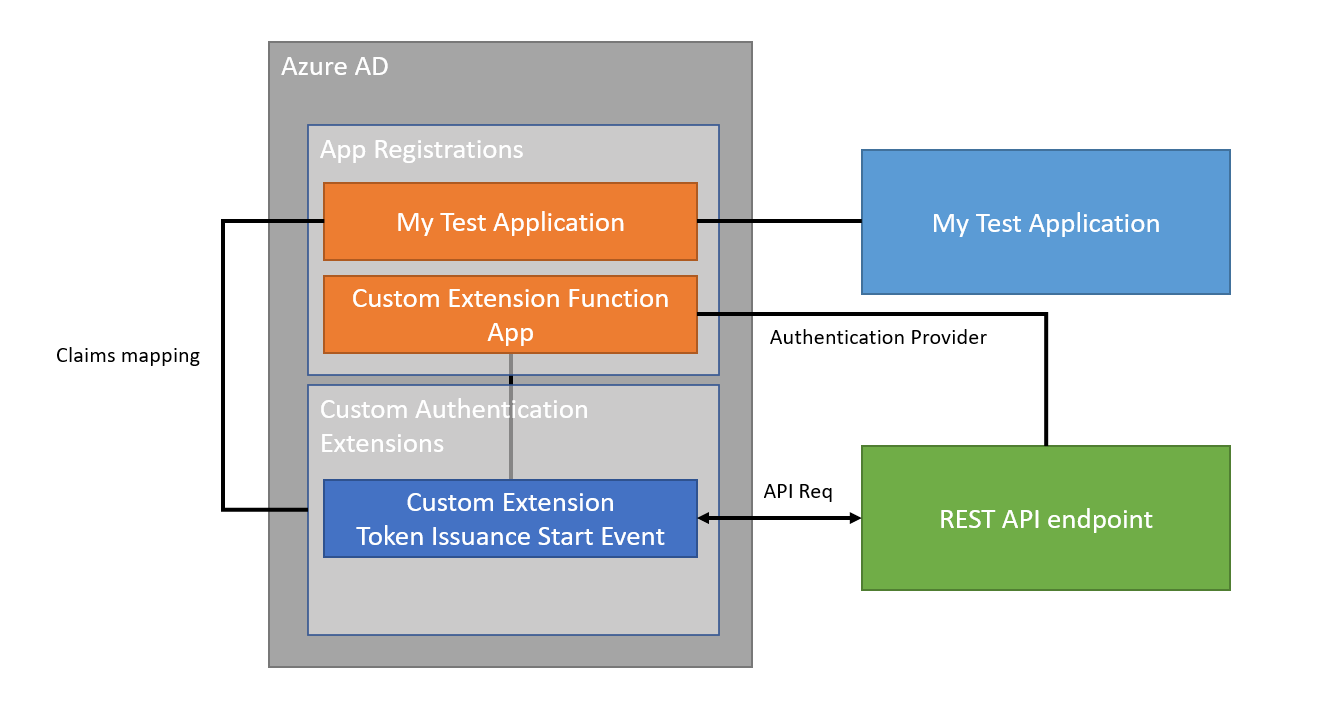 Azure AD
App Registrations
My Test Application
My Test Application
Custom Extension Function
App
Authentication Provider
Claims mapping
Custom Authentication
Extensions
Custom Extension
Token Issuance Start Event
API Req
REST API endpoint